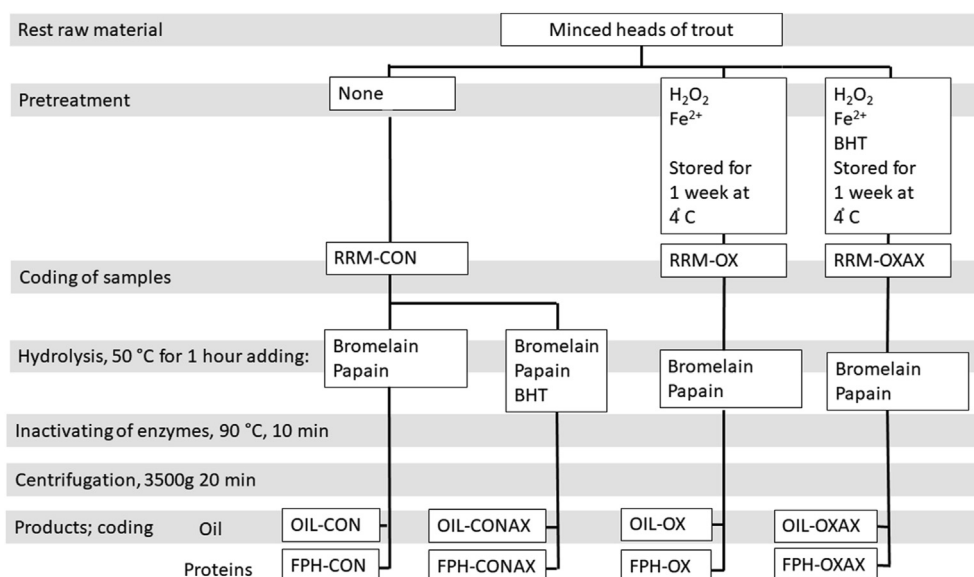 Rest raw material
Minced heads of trout
Pretreatment
None
H₂O₂
Fe²⁺
Stored for
1 week at
4°C
H₂O₂
Fe²⁺
BHT
Stored for
1 week at
4°C
RRM-CON
RRM-OX
RRM-OXAX
Coding of samples
Hydrolysis, 50 °C for 1 hour adding:
Bromelain
Papain
Bromelain
Papain
BHT
Bromelain
Papain
Bromelain
Papain
Inactivating of enzymes, 90 °C, 10 min
Centrifugation, 3500g 20 min
Products; coding Oil
OIL-CON
OIL-CONAX
OIL-OX
OIL-OXAX
Proteins
FPH-CON
FPH-CONAX
FPH-OX
FPH-OXAX